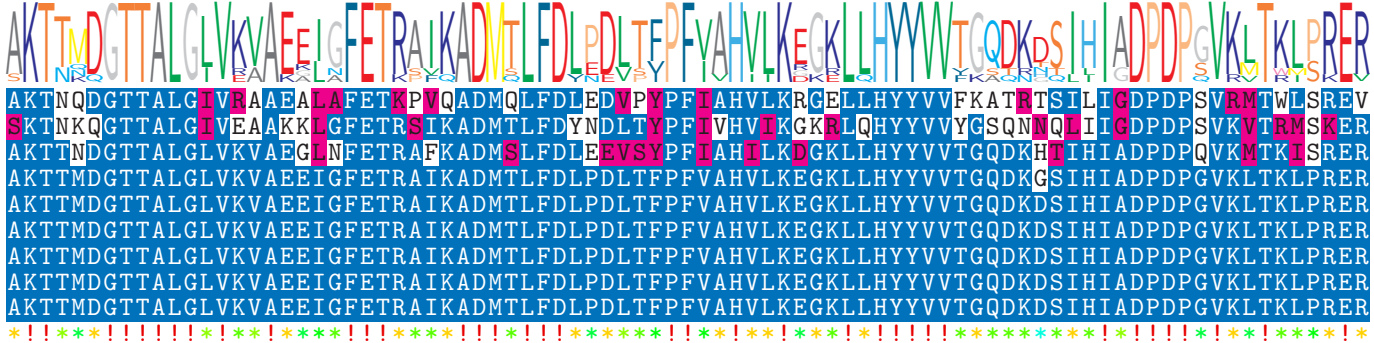 AKTTMDGTTALGLVKVAEEIGFETRAIKADMTLFDLPDLTFPFVAHVLKEGKLLHYYVVTGQDKDSIHIADPDPGVKLTKLPRER
AKTNQDGTTALGIVRAAEALAFETKPVQADMQLFDLEDVPYPFIAHVLKRGELLHYYVVFKATRTSILIGDPDPSVRMTWLSREV
SKTNKQGTTALGIVEAAKKLGFETRSIKADMTLFDYNDLTYPFIVHVIKGKRLQHYYVVYGSQNNQLIIGDPDPSVKVTRMSKER
AKTTNDGTTALGLVKVAEGLNFETRAFKADMSLFDLEEVSYPFIAHILKDGKLLHYYVVTGQDKHTIHIADPDPQVKMTKISRER
AKTTMDGTTALGLVKVAEEIGFETRAIKADMTLFDLPDLTFPFVAHVLKEGKLLHYYVVTGQDKGSIHIADPDPGVKLTKLPRER
AKTTMDGTTALGLVKVAEEIGFETRAIKADMTLFDLPDLTFPFVAHVLKEGKLLHYYVVTGQDKDSIHIADPDPGVKLTKLPRER
AKTTMDGTTALGLVKVAEEIGFETRAIKADMTLFDLPDLTFPFVAHVLKEGKLLHYYVVTGQDKDSIHIADPDPGVKLTKLPRER
AKTTMDGTTALGLVKVAEEIGFETRAIKADMTLFDLPDLTFPFVAHVLKEGKLLHYYVVTGQDKDSIHIADPDPGVKLTKLPRER
AKTTMDGTTALGLVKVAEEIGFETRAIKADMTLFDLPDLTFPFVAHVLKEGKLLHYYVVTGQDKDSIHIADPDPGVKLTKLPRER
AKTTMDGTTALGLVKVAEEIGFETRAIKADMTLFDLPDLTFPFVAHVLKEGKLLHYYVVTGQDKDSIHIADPDPGVKLTKLPRER
*!!***!!!!!!*!**!****!!!****!!!*!!!******!!**!**!***!*!!!!!*********!*!!!!*!**!****!*